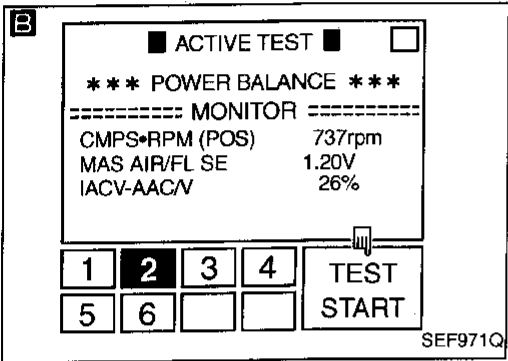 B
■ ACTIVE TEST ■ □
* * * POWER BALANCE * * *
========= MONITOR =========
CMPS•RPM (POS) 737rpm
MAS AIR/FL SE 1.20V
IACV-AAC/V 26%
1 2 3 4 TEST
5 6 START
SEF971Q